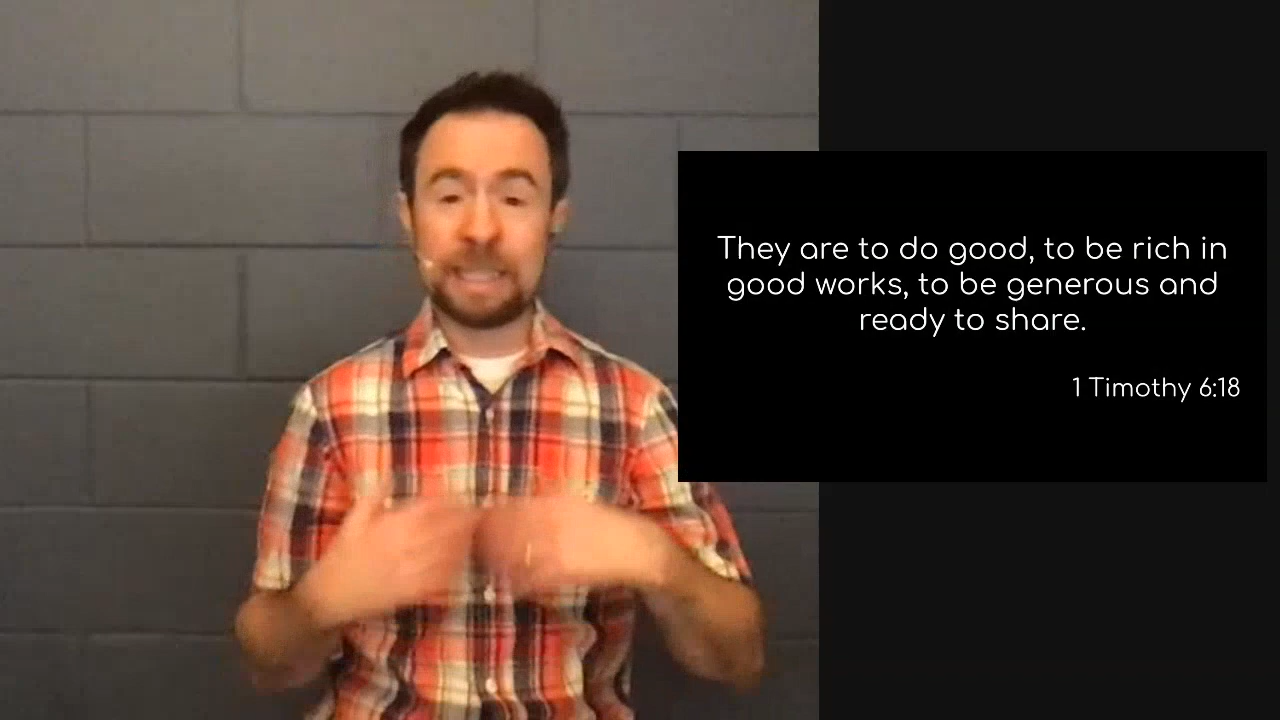 They are to do good, to be rich in
good works, to be generous and
ready to share.
1 Timothy 6:18